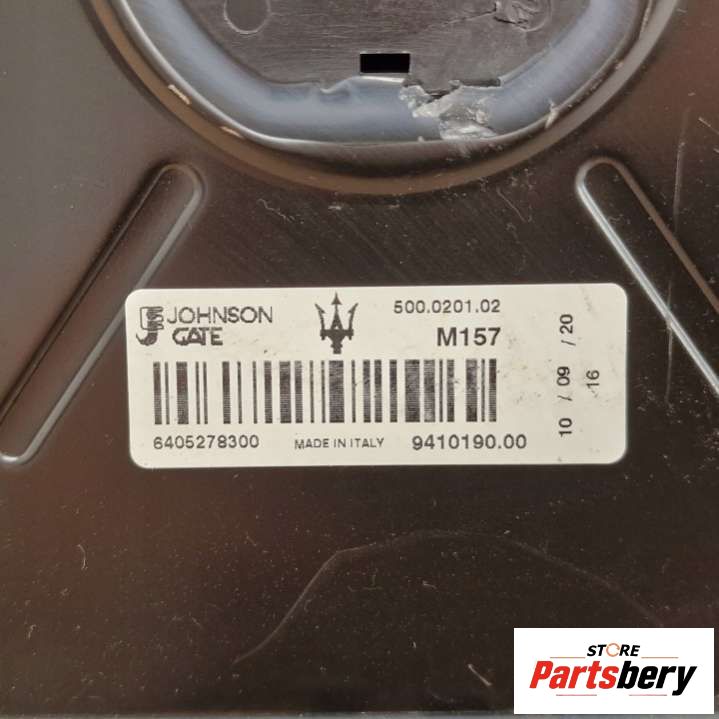 JOHNSON
GATE
500.0201.02
M157
6405278300
MADE IN ITALY
9410190.00
10 / 09 / 20
16
STORE
Partsbery